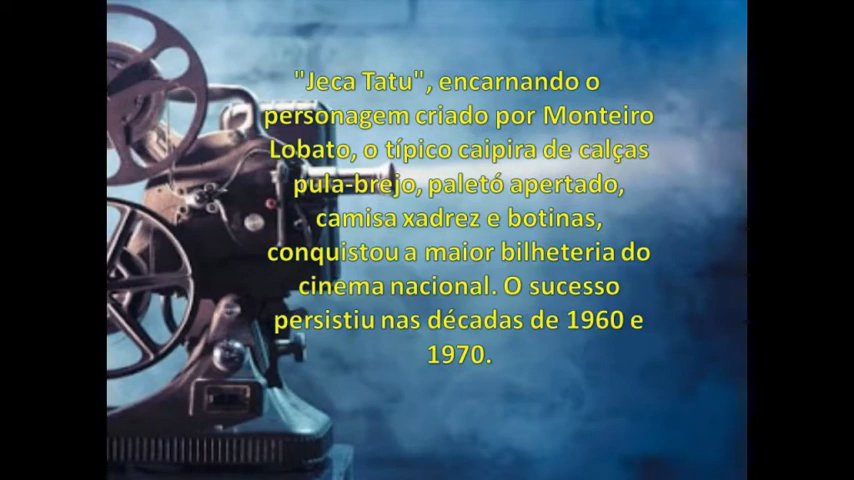 "Jeca Tatu", encarnando o
personagem criado por Monteiro
Lobato, o típico caipira de calças
pula-brejo, paletó apertado,
camisa xadrez e botinas,
conquistou a maior bilheteria do
cinema nacional. O sucesso
persistiu nas décadas de 1960 e
1970.